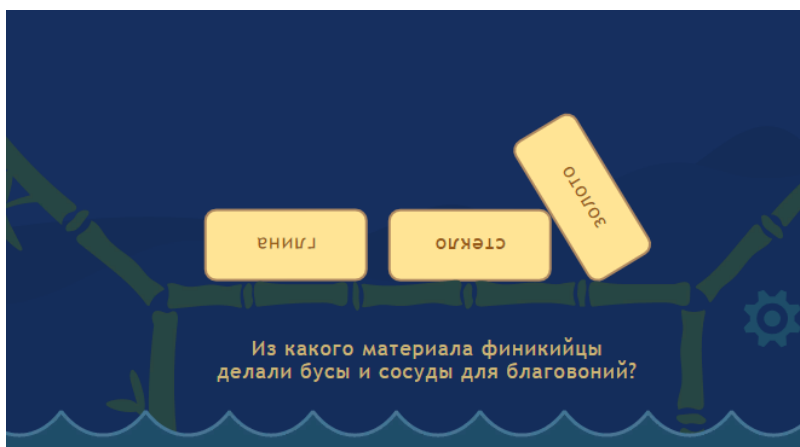 глина
стекло
золото
Из какого материала финикийцы
делали бусы и сосуды для благовоний?